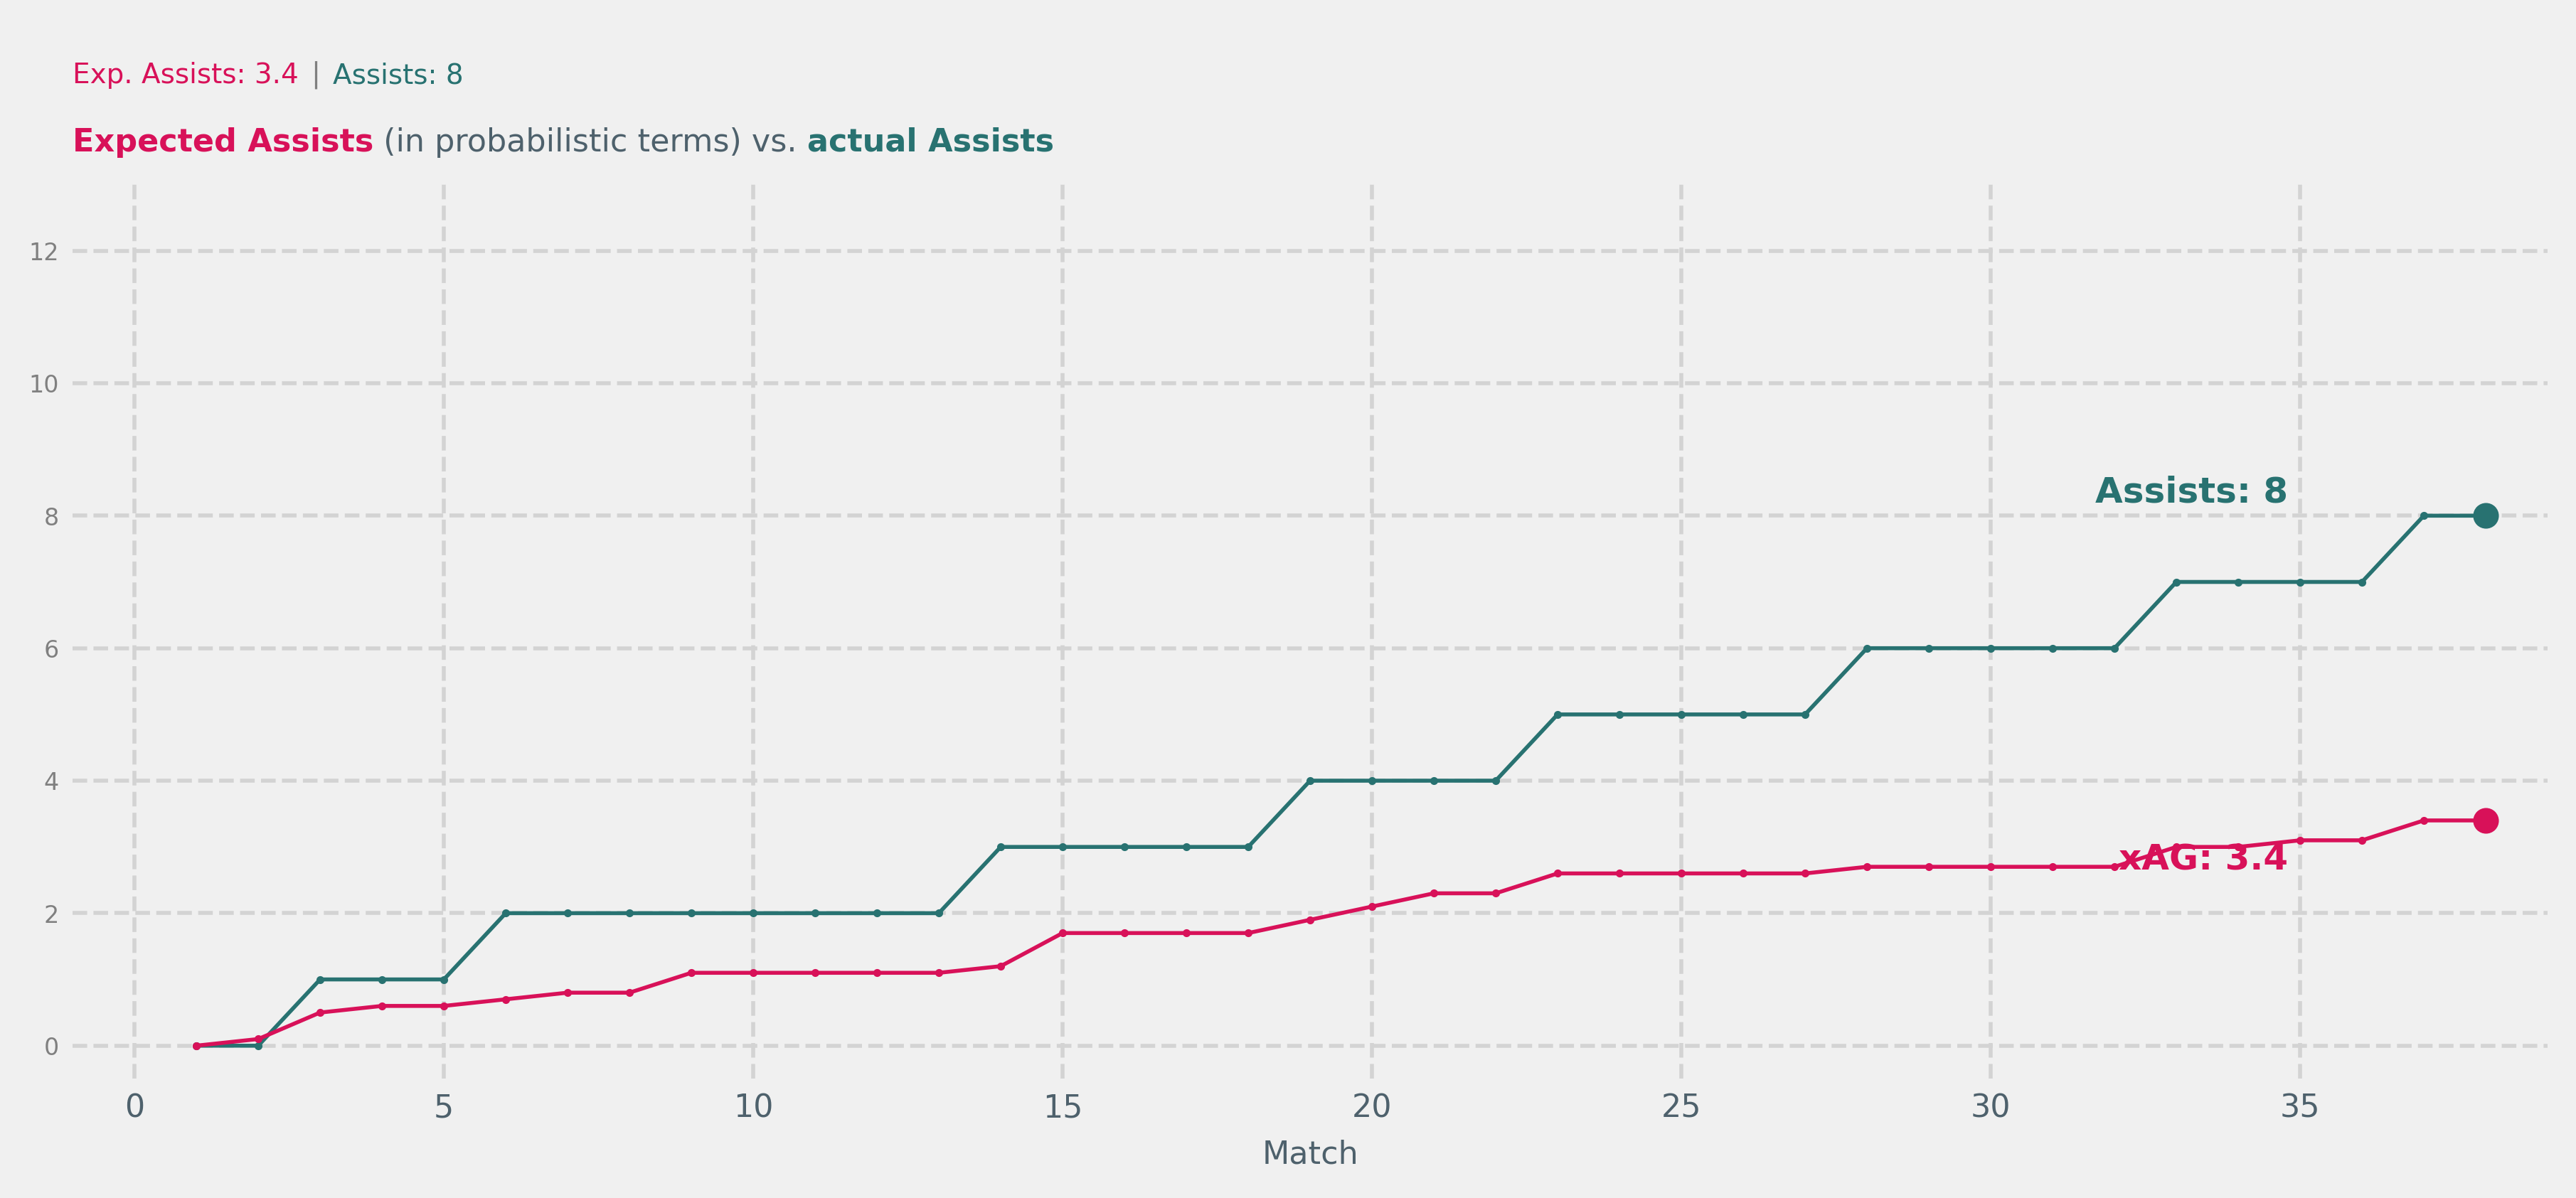 Exp. Assists: 3.4 | Assists: 8
Expected Assists (in probabilistic terms) vs. actual Assists
12
10
8
6
4
2
0
Assists: 8
xAG: 3.4
0 5 10 15 20 25 30 35
Match